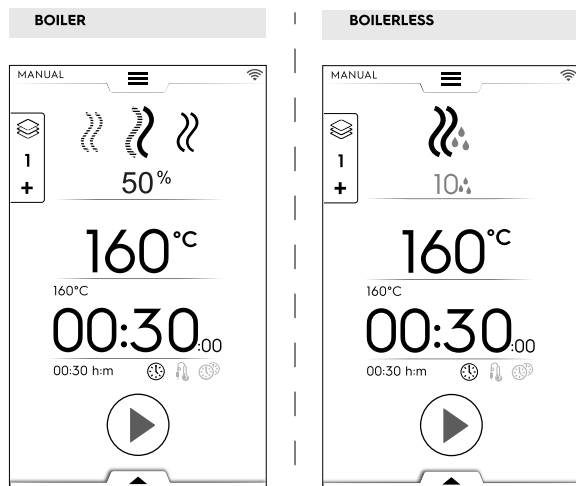 BOILER
MANUAL
1
+
50%
160°C
160°C
00:30:00
00:30 h:m
BOILERLESS
MANUAL
1
+
10
160°C
160°C
00:30:00
00:30 h:m